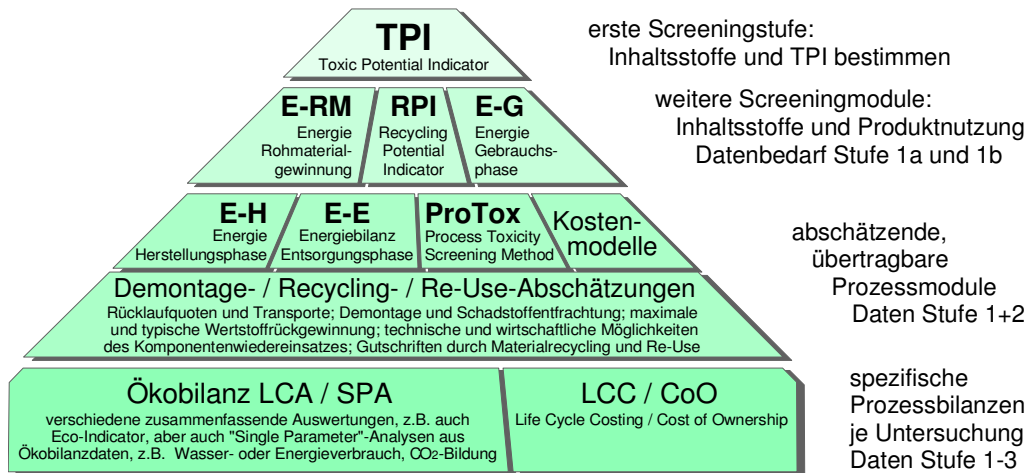 TPI
Toxic Potential Indicator
erste Screeningstufe:
Inhaltsstoffe und TPI bestimmen
E-RM
Energie
Rohmaterial-
gewinnung
RPI
Recycling
Potential
Indicator
E-G
Energie
Gebrauchs-
phase
weitere Screeningmodule:
Inhaltsstoffe und Produktnutzung
Datenbedarf Stufe 1a und 1b
E-H
Energie
Herstellungsphase
E-E
Energiebilanz
Entsorgungsphase
ProTox
Process Toxicity
Screening Method
Kosten-
modelle
abschätzende,
übertragbare
Prozessmodule
Daten Stufe 1+2
Demontage- / Recycling- / Re-Use-Abschätzungen
Rücklaufquoten und Transporte; Demontage und Schadstoffentfrachtung; maximale
und typische Wertstoffrückgewinnung; technische und wirtschaftliche Möglichkeiten
des Komponentenwiedereinsatzes; Gutschriften durch Materialrecycling und Re-Use
Ökobilanz LCA / SPA
verschiedene zusammenfassende Auswertungen, z.B. auch
Eco-Indicator, aber auch "Single Parameter"-Analysen aus
Ökobilanzdaten, z.B. Wasser- oder Energieverbrauch, CO2-Bildung
LCC / CoO
Life Cycle Costing / Cost of Ownership
spezifische
Prozessbilanzen
je Untersuchung
Daten Stufe 1-3